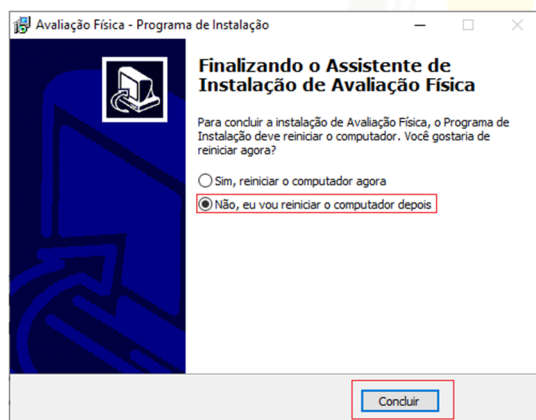 Avaliação Física - Programa de Instalação
Finalizando o Assistente de
Instalação de Avaliação Física
Para concluir a instalação de Avaliação Física, o Programa de
Instalação deve reiniciar o computador. Você gostaria de
reiniciar agora?
Sim, reiniciar o computador agora
Não, eu vou reiniciar o computador depois
Concluir